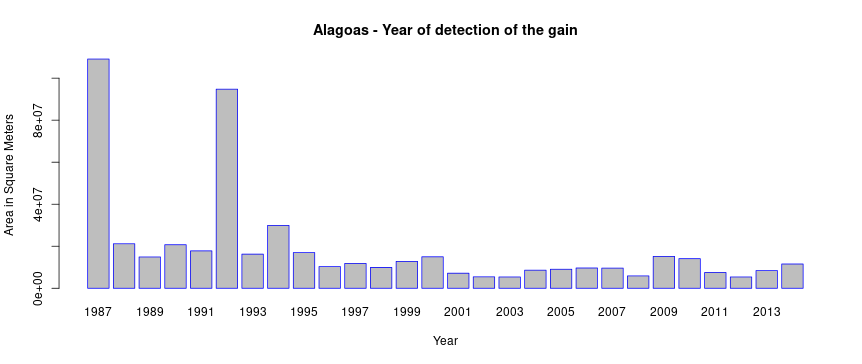 Alagoas - Year of detection of the gain
Area in Square Meters
8e+07
4e+07
0e+00
1987 1989 1991 1993 1995 1997 1999 2001 2003 2005 2007 2009 2011 2013
Year